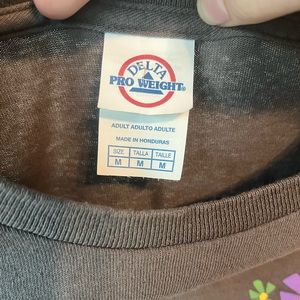 DELTA
PRO WEIGHT®
ADULT ADULTO ADULTE
MADE IN HONDURAS
SIZE TALLA TAILLE
M M M